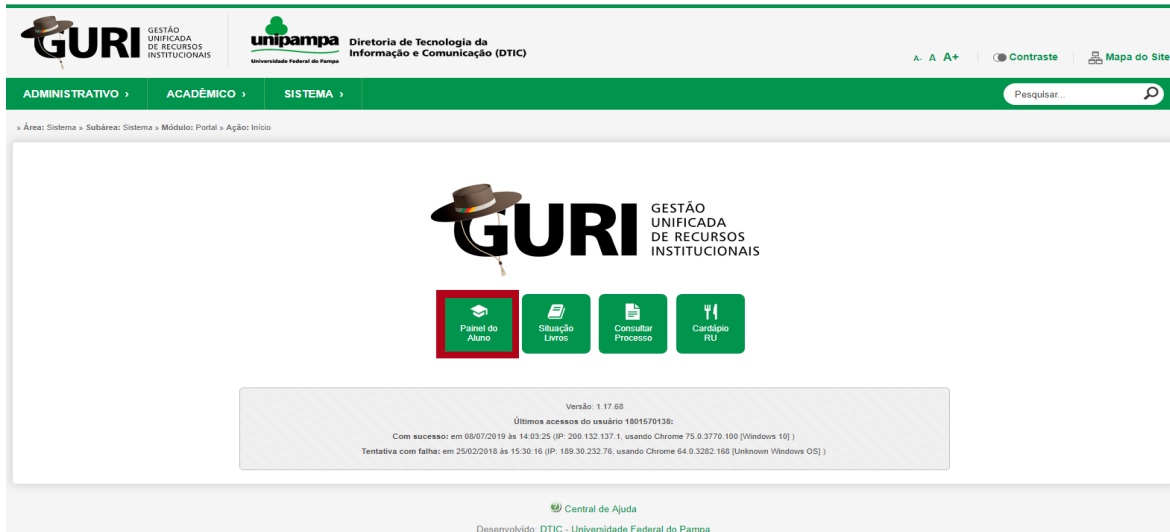 GURI
GESTÃO
UNIFICADA
DE RECURSOS
INSTITUCIONAIS
unipampa
Universidade Federal do Pampa
Diretoria de Tecnologia da
Informação e Comunicação (DTIC)
A- A A+
Contraste
Mapa do Site
ADMINISTRATIVO › ACADÊMICO › SISTEMA ›
Pesquisar...
» Área: Sistema » Subárea: Sistema » Módulo: Portal » Ação: Início
GURI
GESTÃO
UNIFICADA
DE RECURSOS
INSTITUCIONAIS
Painel do
Aluno
Situação
Livros
Consultar
Processo
Cardápio
RU
Versão: 1.17.68
Últimos acessos do usuário 1801570138:
Com sucesso: em 08/07/2019 às 14:03:25 (IP: 200.132.137.1, usando Chrome 75.0.3770.100 [Windows 10] )
Tentativa com falha: em 25/02/2018 às 15:30:16 (IP: 189.30.232.76, usando Chrome 64.0.3282.168 [Unknown Windows OS] )
Central de Ajuda
Desenvolvido: DTIC - Universidade Federal do Pampa